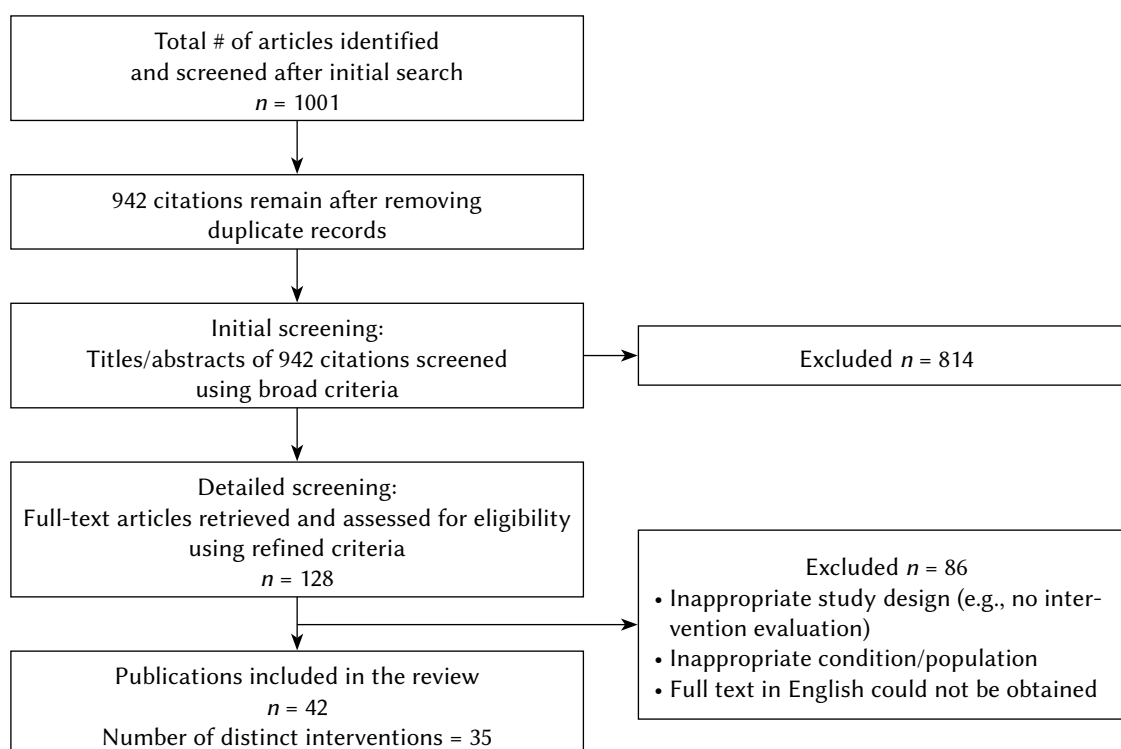 Total # of articles identified
and screened after initial search
n = 1001
942 citations remain after removing
duplicate records
Initial screening:
Titles/abstracts of 942 citations screened
using broad criteria
Excluded n = 814
Detailed screening:
Full-text articles retrieved and assessed for eligibility
using refined criteria
n = 128
Excluded n = 86
• Inappropriate study design (e.g., no inter-
vention evaluation)
• Inappropriate condition/population
• Full text in English could not be obtained
Publications included in the review
n = 42
Number of distinct interventions = 35